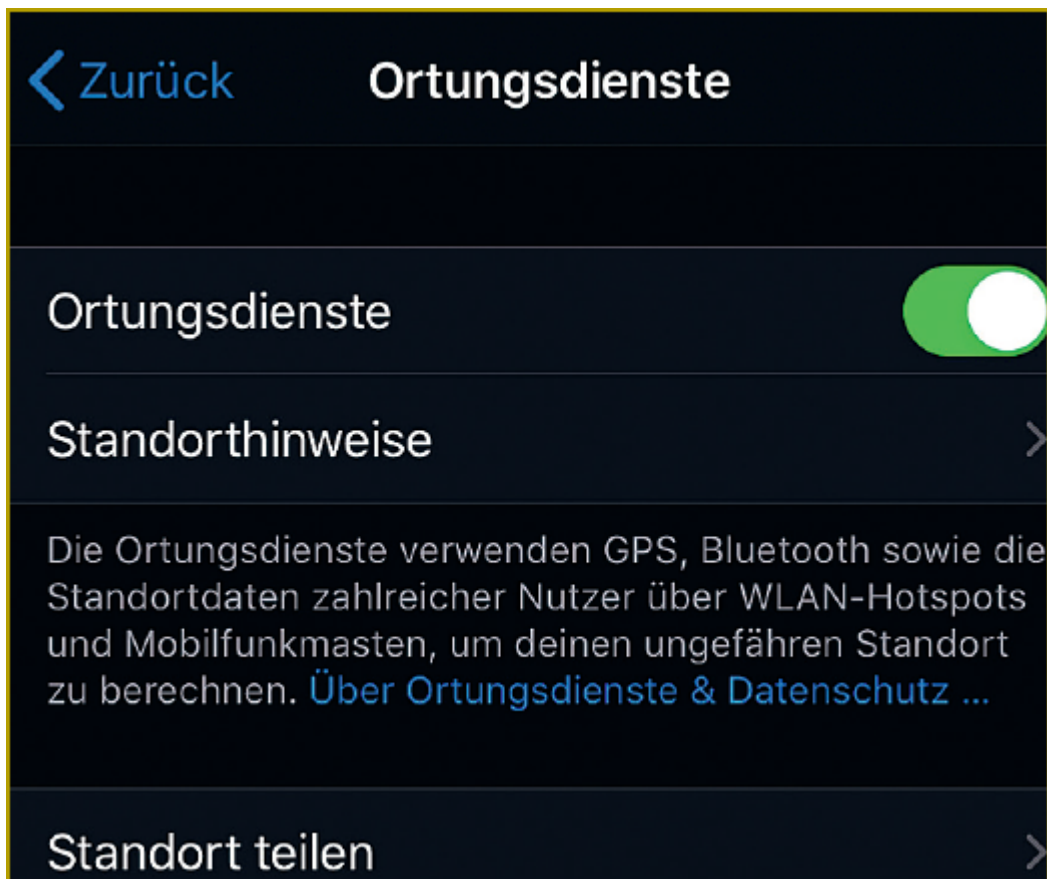 Zurück
Ortungsdienste
Ortungsdienste
Standorthinweise
Die Ortungsdienste verwenden GPS, Bluetooth sowie die
Standortdaten zahlreicher Nutzer über WLAN-Hotspots
und Mobilfunkmasten, um deinen ungefähren Standort
zu berechnen. Über Ortungsdienste & Datenschutz ...
Standort teilen